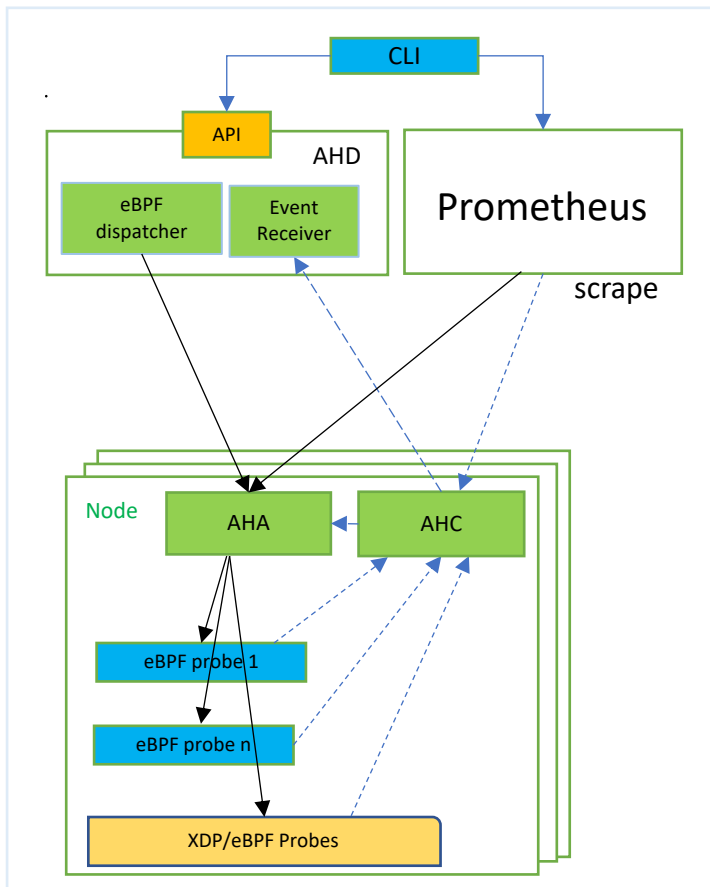 CLI
.
API
AHD
eBPF
dispatcher
Event
Receiver
Prometheus
scrape
Node
AHA
AHC
eBPF probe 1
eBPF probe n
XDP/eBPF Probes